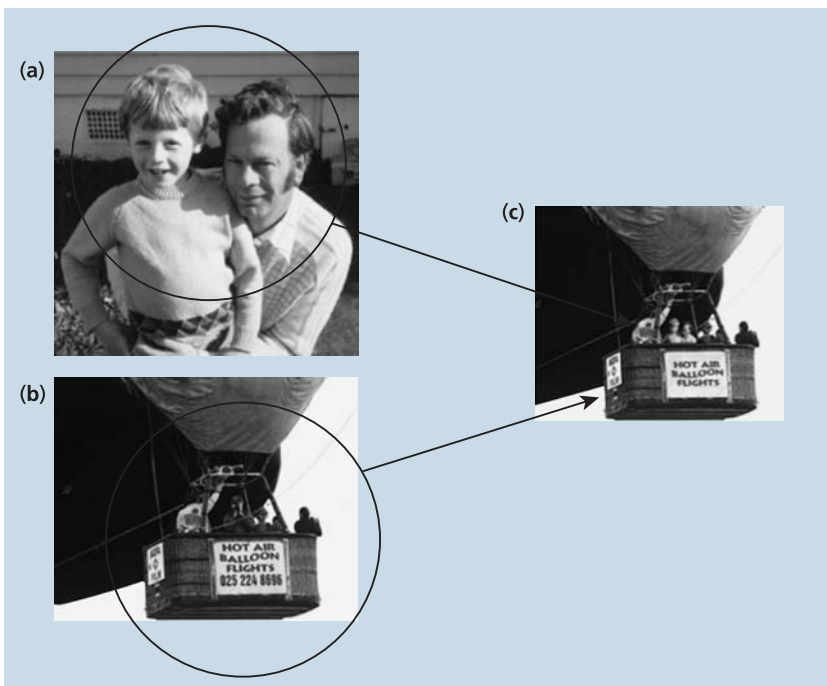 (a)
(b)
HOT AIR
BALLOON
FLIGHTS
025 224 8696
(c)
HOT AIR
BALLOON
FLIGHTS